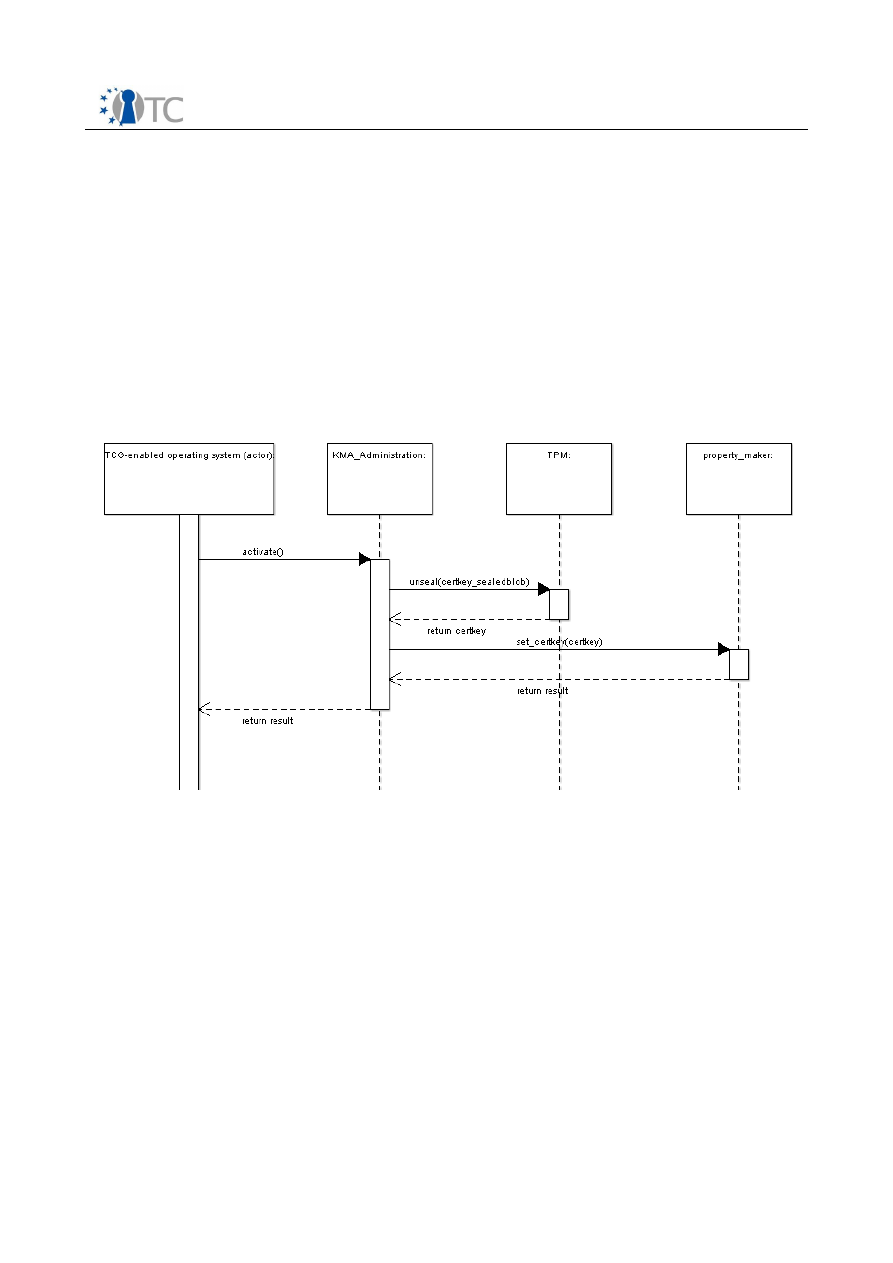 TC
TCG-enabled operating system (actor):
KMA_Administration:
TPM:
property_maker:
activate()
unseal(certkey_sealedblob)
return certkey
set_certkey(certkey)
return result
return result